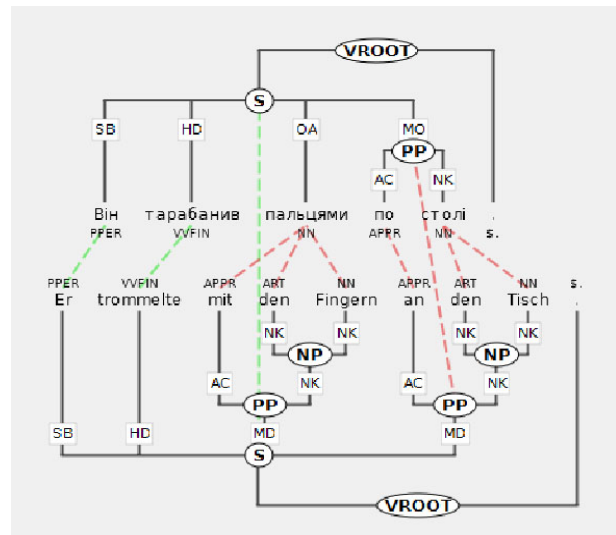 VROOT
S
SB HD OA MO
PP
AC NK
Він тарабанив пальцями по столі .
PPER VVFIN NN APPR NN s.
PPER VVFIN APPR ART NN APPR ART NN s.
Er trommelte mit den Fingern an den Tisch .
NK NK NK NK
NP NP
AC NK AC NK
PP PP
SB HD MD MD
S
VROOT